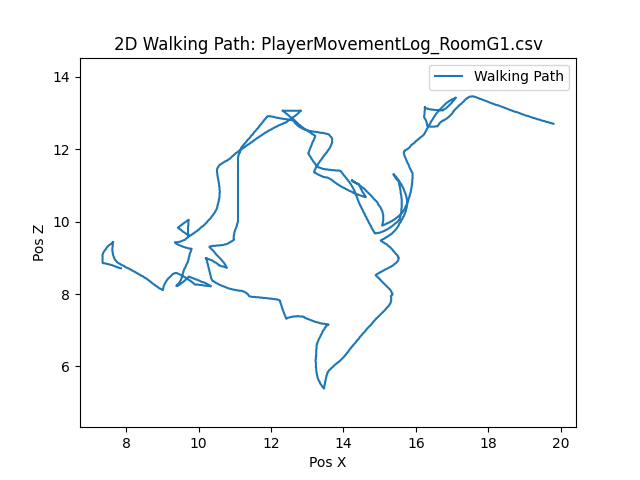 2D Walking Path: PlayerMovementLog_RoomG1.csv
Walking Path
14
12
10
8
6
Pos Z
8 10 12 14 16 18 20
Pos X